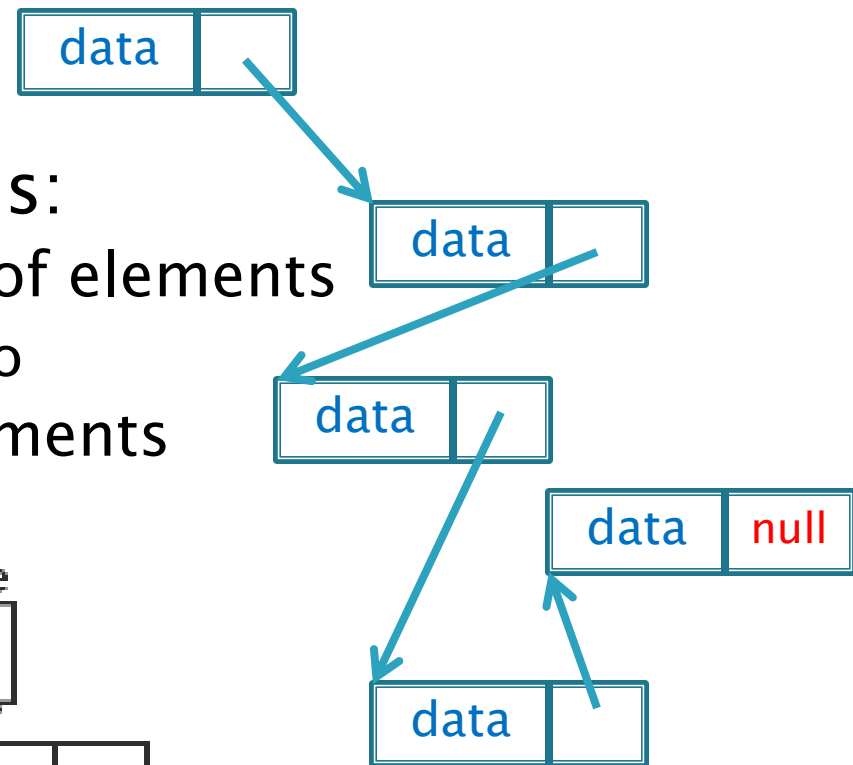 data
s:
data
of elements
o
data
ments
data null
e
data